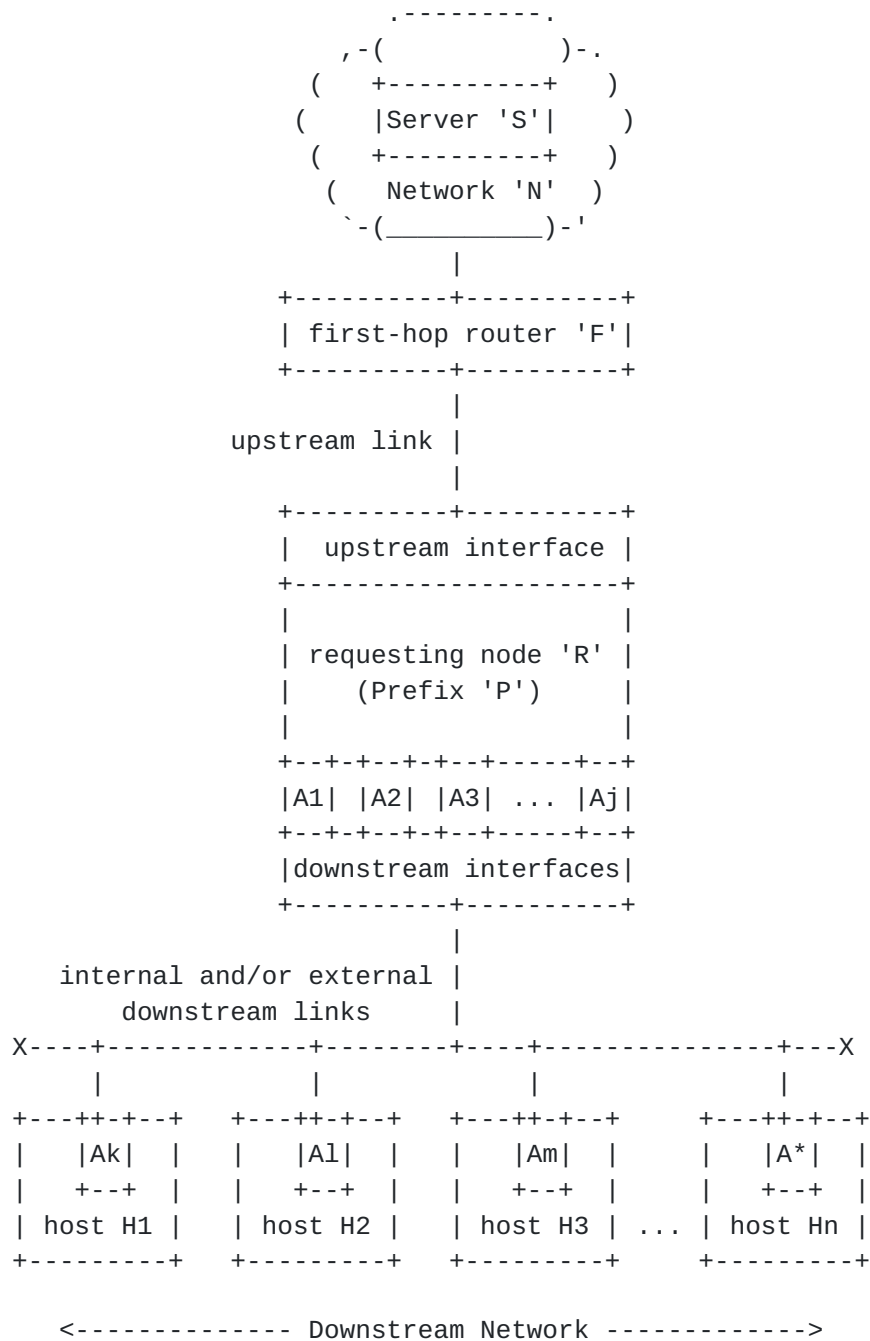 Server 'S'
Network 'N'
first-hop router 'F'
upstream link
upstream interface
requesting node 'R'
(Prefix 'P')
A1 A2 A3 ... Aj
downstream interfaces
internal and/or external
downstream links
X X
Ak Al Am A*
host H1 host H2 host H3 ... host Hn
Downstream Network